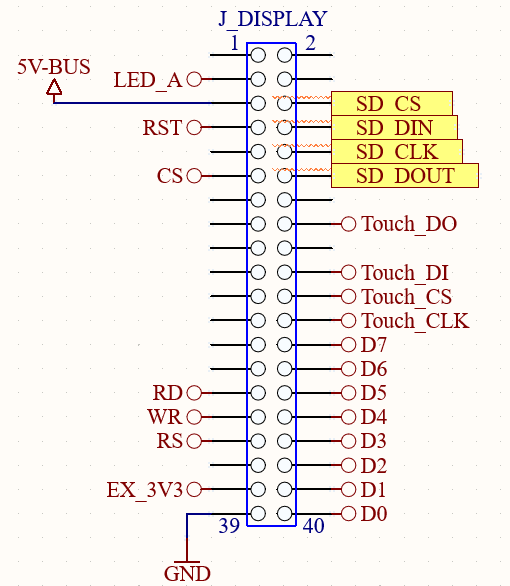 J_DISPLAY
1 2
5V-BUS
LED_A
SD_CS
RST SD_DIN
SD_CLK
CS SD_DOUT
Touch_DO
Touch_DI
Touch_CS
Touch_CLK
D7
D6
RD D5
WR D4
RS D3
D2
EX_3V3 D1
D0
39 40
GND